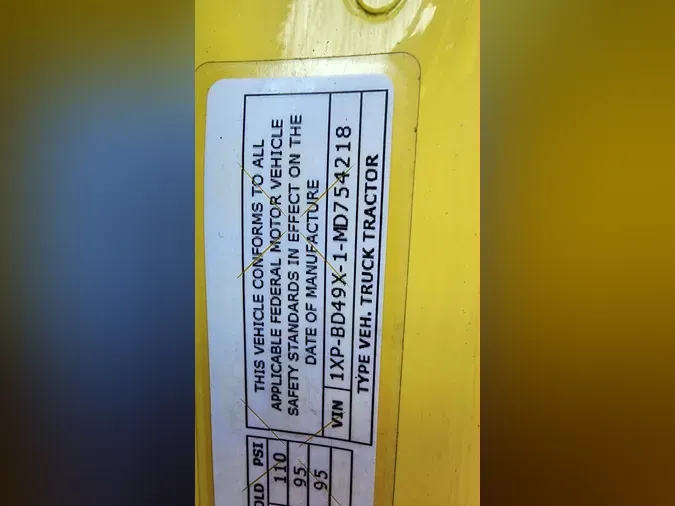 THIS VEHICLE CONFORMS TO ALL
APPLICABLE FEDERAL MOTOR VEHICLE
SAFETY STANDARDS IN EFFECT ON THE
DATE OF MANUFACTURE
VIN 1XP-BD49X-1-MD754218
TYPE VEH. TRUCK TRACTOR
OLD PSI
110
95
95